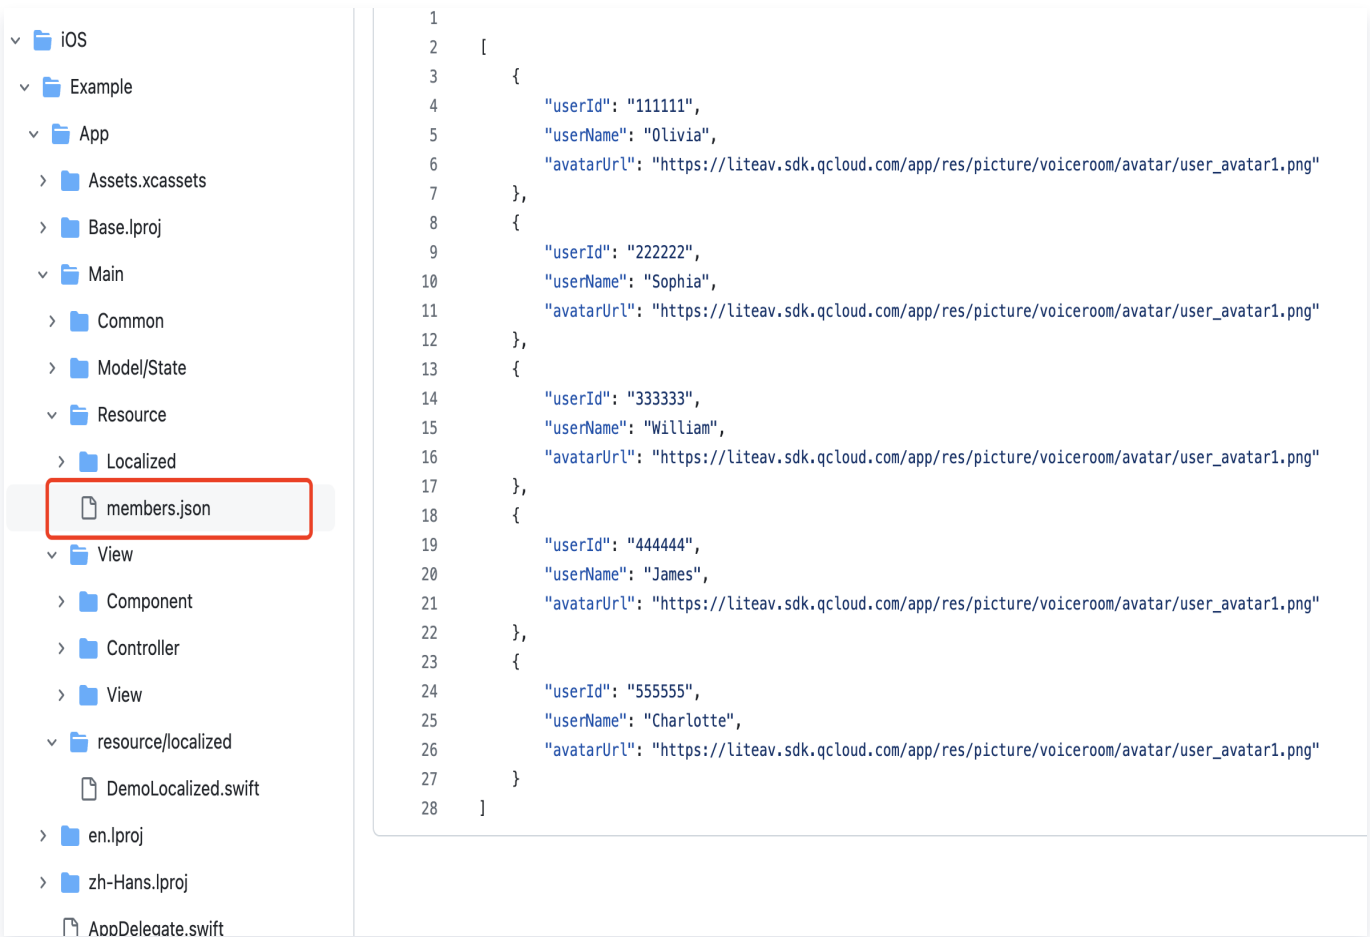 iOS
Example
App
Assets.xcassets
Base.lproj
Main
Common
Model/State
Resource
Localized
members.json
View
Component
Controller
View
resource/localized
DemoLocalized.swift
en.lproj
zh-Hans.lproj
AppDelegate.swift
1
2 [
3 {
4 "userId": "111111",
5 "userName": "Olivia",
6 "avatarUrl": "https://liteav.sdk.qcloud.com/app/res/picture/voiceroom/avatar/user_avatar1.png"
7 },
8 {
9 "userId": "222222",
10 "userName": "Sophia",
11 "avatarUrl": "https://liteav.sdk.qcloud.com/app/res/picture/voiceroom/avatar/user_avatar1.png"
12 },
13 {
14 "userId": "333333",
15 "userName": "William",
16 "avatarUrl": "https://liteav.sdk.qcloud.com/app/res/picture/voiceroom/avatar/user_avatar1.png"
17 },
18 {
19 "userId": "444444",
20 "userName": "James",
21 "avatarUrl": "https://liteav.sdk.qcloud.com/app/res/picture/voiceroom/avatar/user_avatar1.png"
22 },
23 {
24 "userId": "555555",
25 "userName": "Charlotte",
26 "avatarUrl": "https://liteav.sdk.qcloud.com/app/res/picture/voiceroom/avatar/user_avatar1.png"
27 }
28 ]